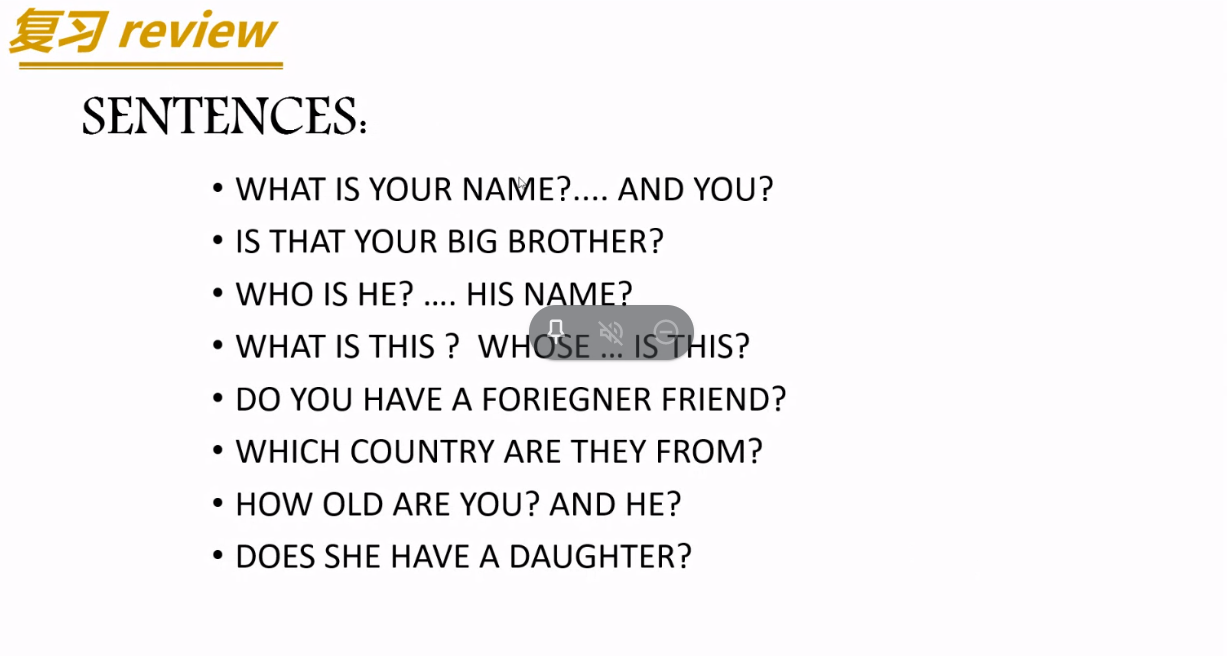 复习 review
SENTENCES:
• WHAT IS YOUR NAME?.... AND YOU?
• IS THAT YOUR BIG BROTHER?
• WHO IS HE? .... HIS NAME?
• WHAT IS THIS ? WHOSE ... IS THIS?
• DO YOU HAVE A FORIEGNER FRIEND?
• WHICH COUNTRY ARE THEY FROM?
• HOW OLD ARE YOU? AND HE?
• DOES SHE HAVE A DAUGHTER?